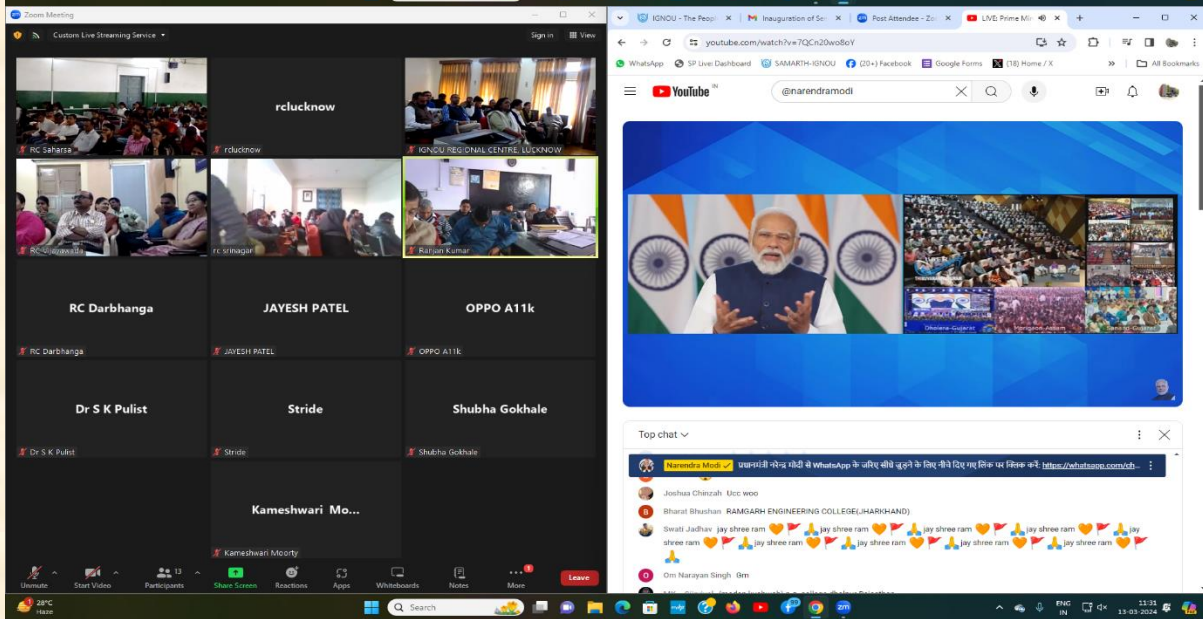 Zoom Meeting
Custom Live Streaming Service
Sign in
View
RC Saharsa
rclucknow
rclucknow
IGNOU REGIONAL CENTRE, LUCKNOW
RC Vijayawada
rc srinagar
Ranjan Kumar
RC Darbhanga
RC Darbhanga
JAYESH PATEL
JAYESH PATEL
OPPO A11k
OPPO A11k
Dr S K Pulist
Dr S K Pulist
Stride
Stride
Shubha Gokhale
Shubha Gokhale
Kameshwari Mo...
Kameshwari Moorty
Unmute
Start Video
Participants
13
Share Screen
Reactions
Apps
Whiteboards
Notes
More
1
Leave
IGNOU - The Peopl
Inauguration of Se
Post Attendee - Zo
LIVE: Prime Min
youtube.com/watch?v=7QCn20wo8oY
WhatsApp
SP Live: Dashboard
SAMARTH-IGNOU
(20+) Facebook
Google Forms
(18) Home / X
All Bookmarks
YouTube IN
@narendramodi
Dholera-Gujarat
Morigaon-Assam
Sanand-Gujarat
Top chat
Narendra Modi प्रधानमंत्री नरेन्द्र मोदी से WhatsApp के जरिए सीधे जुड़ने के लिए नीचे दिए गए लिंक पर क्लिक करें: https://whatsapp.com/ch...
Joshua Chinzah Ucc woo
B
Bharat Bhushan RAMGARH ENGINEERING COLLEGE(JHARKHAND)
Swati Jadhav jay shree ram 🧡🚩🙏jay shree ram 🧡🚩🙏jay shree ram 🧡🚩🙏jay shree ram 🧡🚩🙏jay
shree ram 🧡🚩🙏jay shree ram 🧡🚩🙏jay shree ram 🧡🚩🙏jay shree ram 🧡🚩🙏jay shree ram 🧡🚩
🙏
O
Om Narayan Singh Gm
28°C
Haze
Search
zm
ENG
IN
11:31
13-03-2024